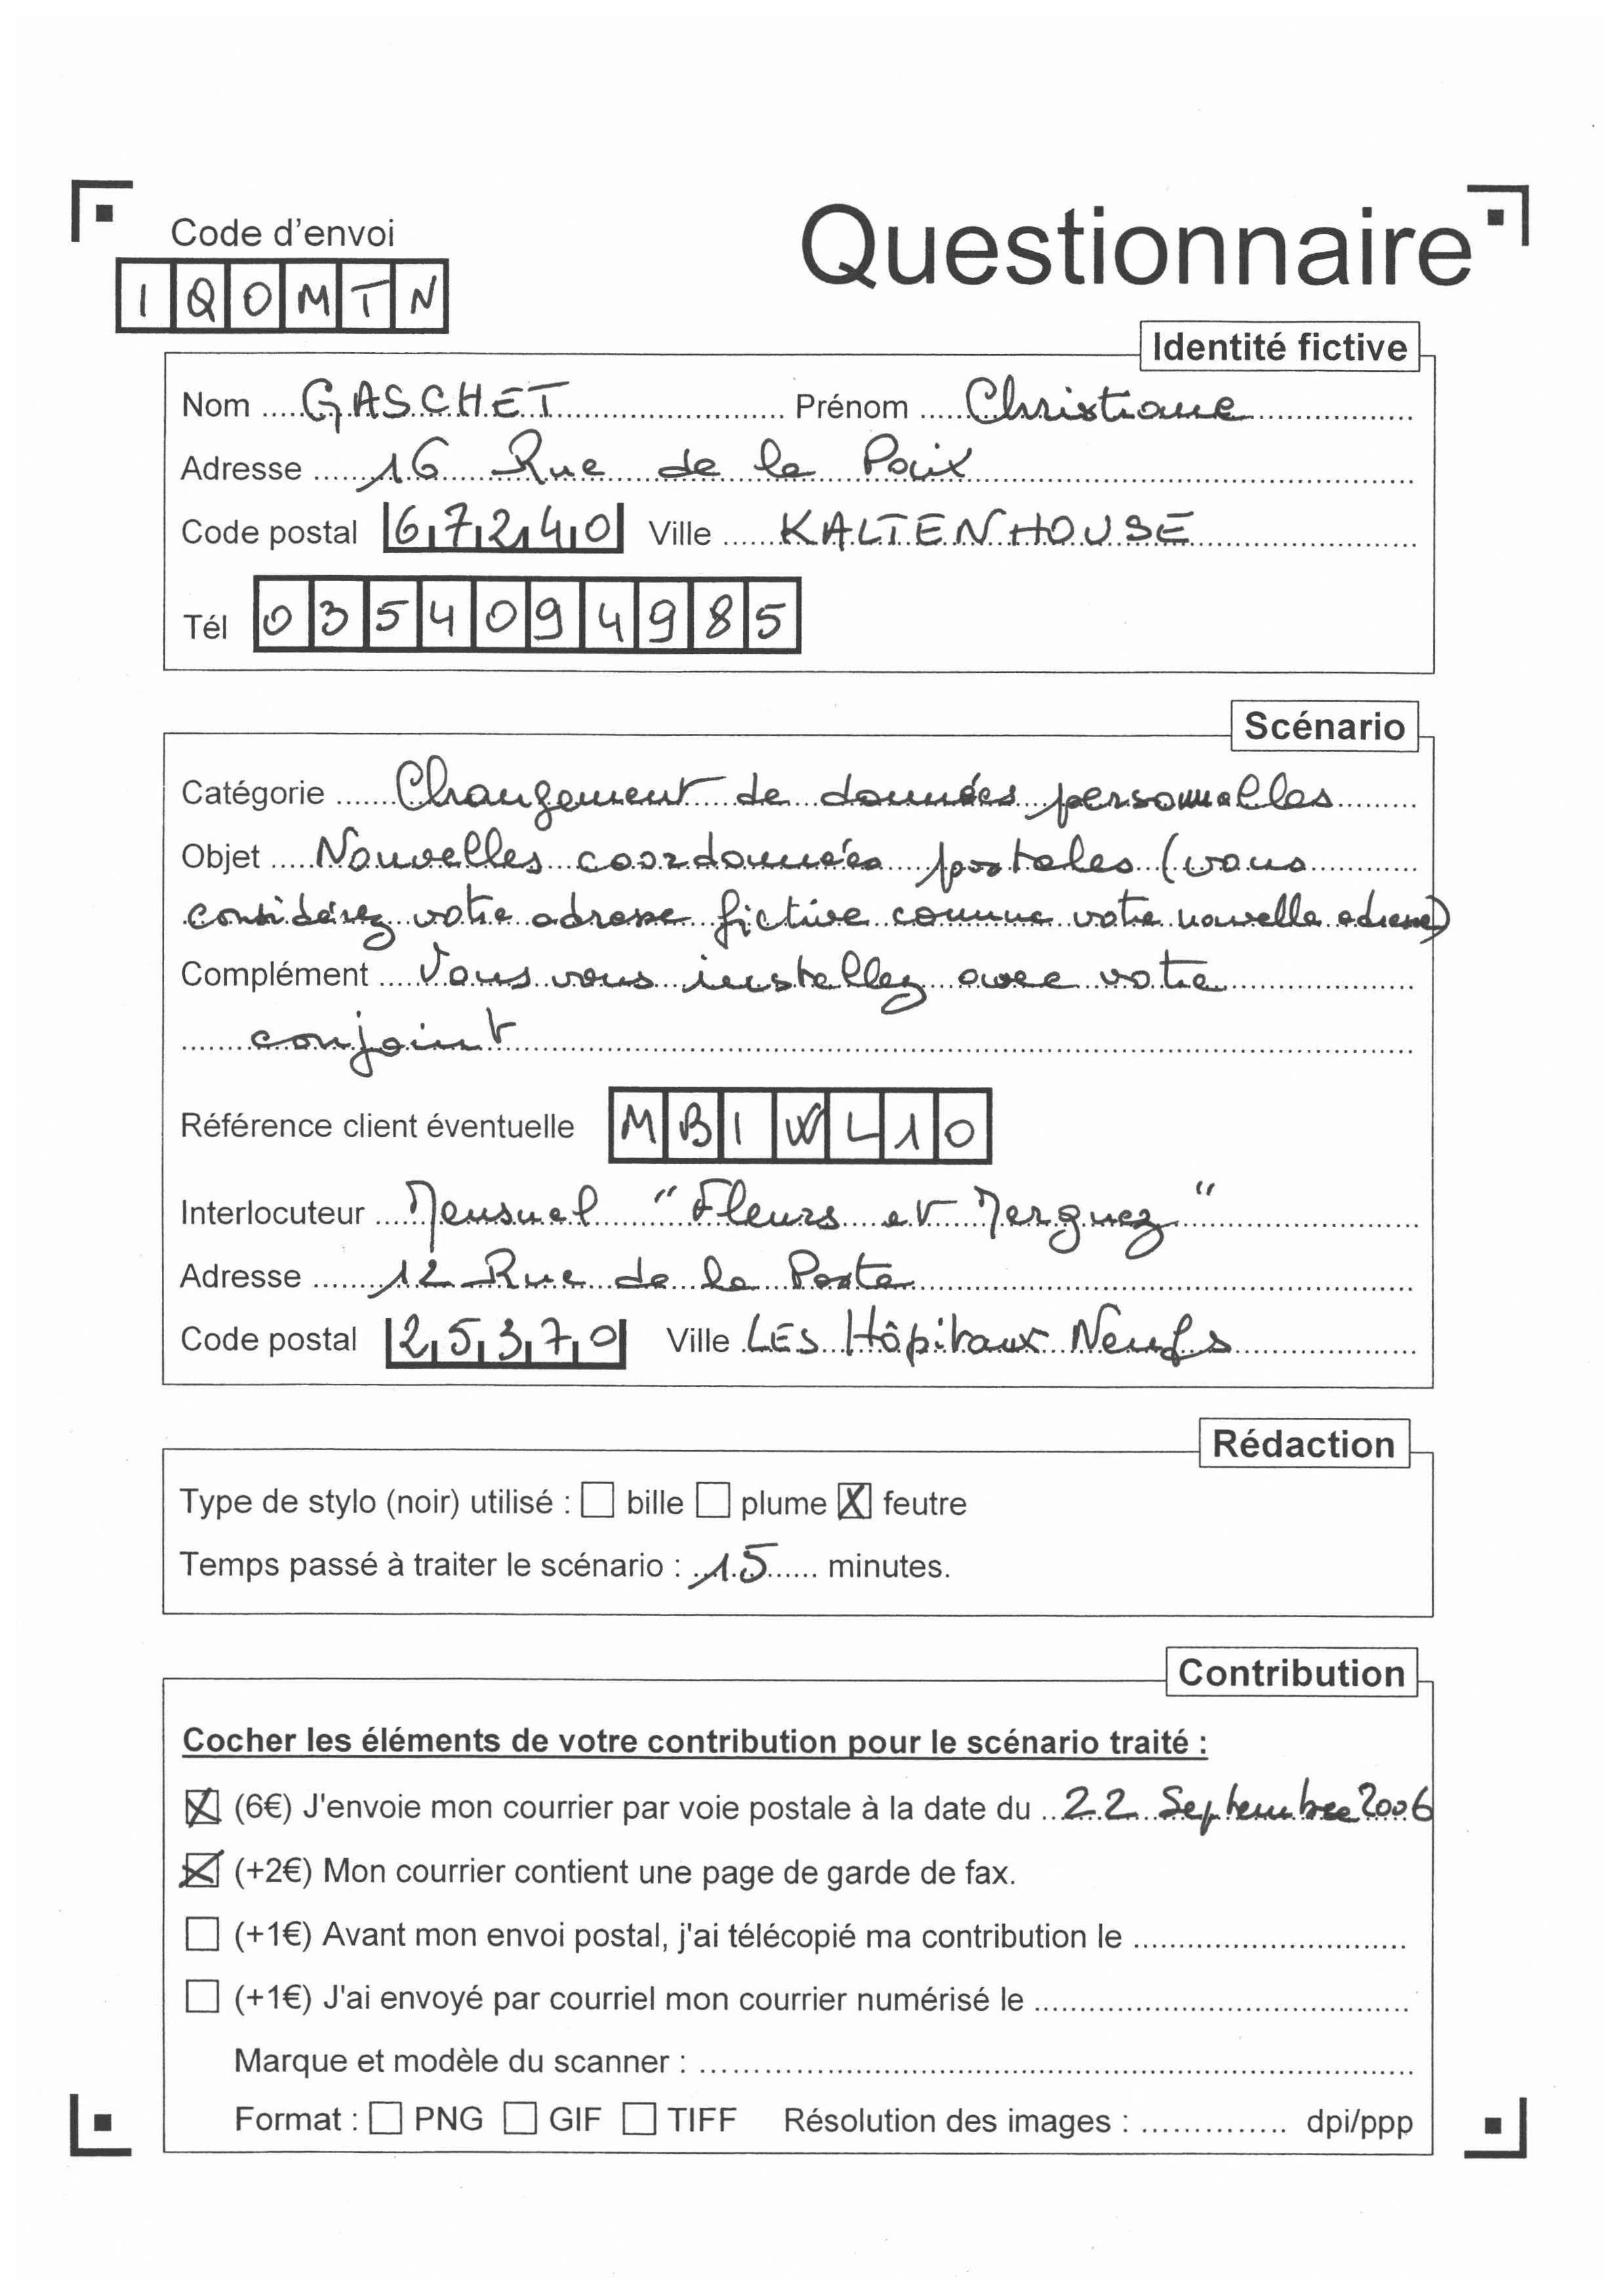 Code d'envoi
Questionnaire
IQOMTN
Identité fictive
Nom GASCHET Prénom Christiane
Adresse 16 Rue de la Paix
Code postal 67240 Ville KALTENHOUSE
Tél 0354094985
Scénario
Catégorie Changement de données personnelles
Objet Nouvelles coordonnées postales (vous
considérez votre adresse fictive comme votre nouvelle adresse)
Complément Vous vous installez avec votre
conjoint
Référence client éventuelle MBIWL10
Interlocuteur Mensuel "Fleurs et Merguez"
Adresse 12 Rue de la Poste
Code postal 25370 Ville LES Hôpitaux Neufs
Rédaction
Type de stylo (noir) utilisé : bille plume X feutre
Temps passé à traiter le scénario : 15 minutes.
Contribution
Cocher les éléments de votre contribution pour le scénario traité :
X (6€) J'envoie mon courrier par voie postale à la date du 22 Septembre 2006
X (+2€) Mon courrier contient une page de garde de fax.
(+1€) Avant mon envoi postal, j'ai télécopié ma contribution le
(+1€) J'ai envoyé par courriel mon courrier numérisé le
Marque et modèle du scanner :
Format : PNG GIF TIFF Résolution des images : dpi/ppp